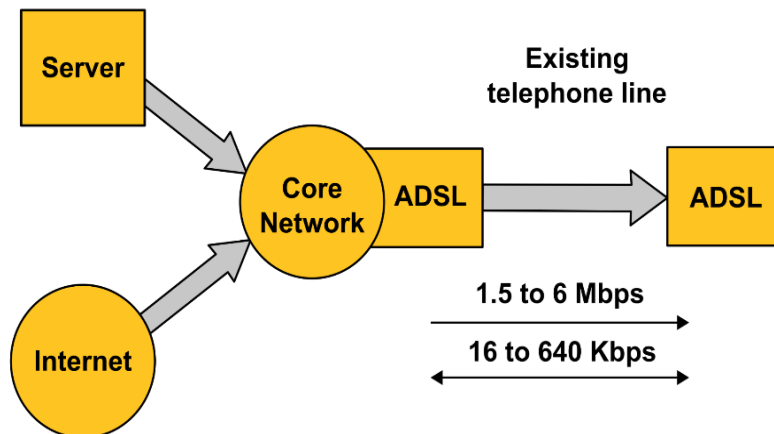 Server
Existing
telephone line
Core
Network
ADSL
ADSL
1.5 to 6 Mbps
16 to 640 Kbps
Internet